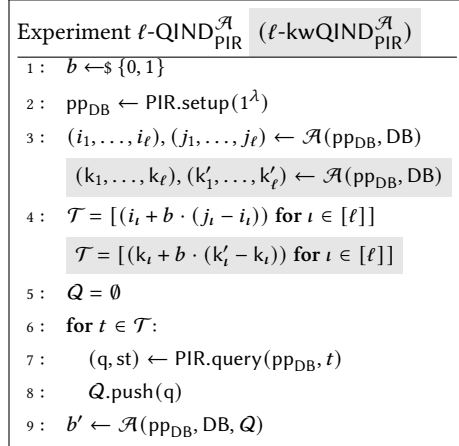 Experiment ℓ-QIND^𝒜_PIR (ℓ-kwQIND^𝒜_PIR)
1 : b ←$ {0, 1}
2 : pp_DB ← PIR.setup(1^λ)
3 : (i_1, . . . , i_ℓ), (j_1, . . . , j_ℓ) ← 𝒜(pp_DB, DB)
(k_1, . . . , k_ℓ), (k′_1, . . . , k′_ℓ) ← 𝒜(pp_DB, DB)
4 : 𝒯 = [(i_ι + b · (j_ι − i_ι)) for ι ∈ [ℓ]]
𝒯 = [(k_ι + b · (k′_ι − k_ι)) for ι ∈ [ℓ]]
5 : 𝒬 = ∅
6 : for t ∈ 𝒯:
7 : (q, st) ← PIR.query(pp_DB, t)
8 : 𝒬.push(q)
9 : b′ ← 𝒜(pp_DB, DB, 𝒬)